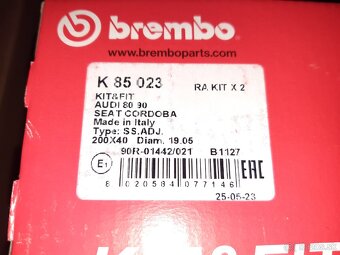 brembo
www.bremboparts.com
K 85 023 RA KIT X 2
KIT&FIT
AUDI 80 90
SEAT CORDOBA
Made in Italy
Type: SS.ADJ.
200X40 Diam. 19.05
90R-01442/021 B1127
E1 EAC
8 020584 077146
25-05-23